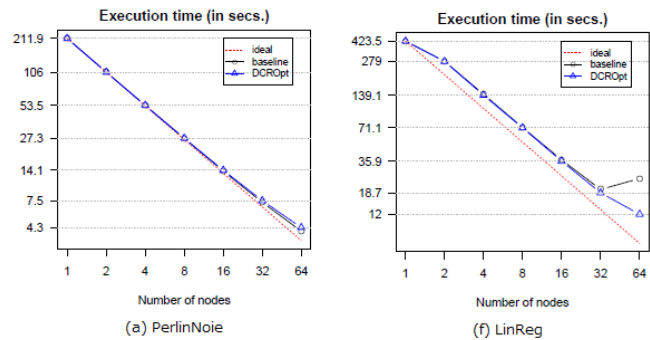 Execution time (in secs.)
211.9
106
53.5
27.3
14.1
7.5
4.3
ideal
baseline
DCROpt
1 2 4 8 16 32 64
Number of nodes
(a) PerlinNoie
Execution time (in secs.)
423.5
279
139.1
71.1
35.9
18.7
12
ideal
baseline
DCROpt
1 2 4 8 16 32 64
Number of nodes
(f) LinReg